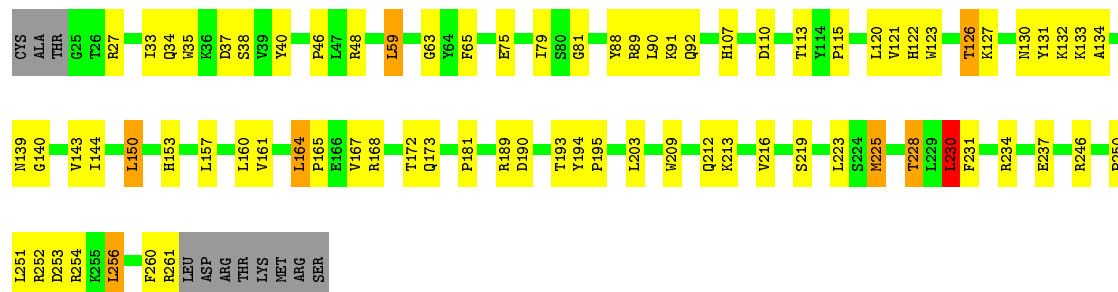 CYS ALA THR G25 T26 R27 I33 Q34 W35 K36 D37 S38 V39 Y40 P46 L47 R48 L59 G63 Y64 F65 E75 I79 S80 G81 Y88 R89 L90 K91 Q92 H107 D110 T113 Y114 P115 L120 V121 H122 W123 T126 K127 N130 Y131 K132 K133 A134
N139 G140 V143 I144 L150 H153 L157 L160 V161 L164 P165 E166 V167 R168 T172 Q173 P181 R189 D190 T193 Y194 P195 L203 W209 Q212 K213 V216 S219 L223 S224 M225 T228 L229 L230 F231 R234 E237 R246
L251 R252 D253 R254 K255 L256 F260 R261 LEU ASP ARG THR LYS MET ARG SER